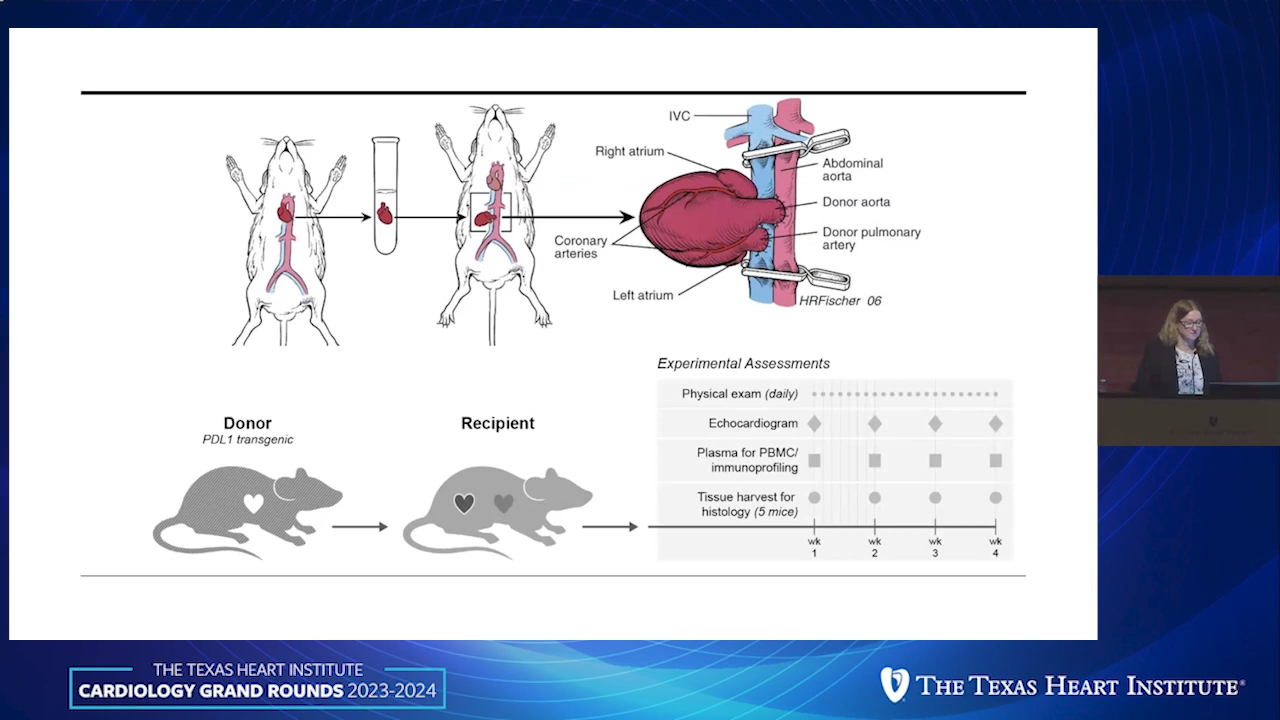 IVC
Right atrium
Abdominal
aorta
Donor aorta
Donor pulmonary
artery
Coronary
arteries
Left atrium
HRFischer 06
Experimental Assessments
Physical exam (daily)
Echocardiogram
Plasma for PBMC/
immunoprofiling
Tissue harvest for
histology (5 mice)
wk
1
wk
2
wk
3
wk
4
Donor
PDL1 transgenic
Recipient
THE TEXAS HEART INSTITUTE
CARDIOLOGY GRAND ROUNDS 2023-2024
THE TEXAS HEART INSTITUTE®